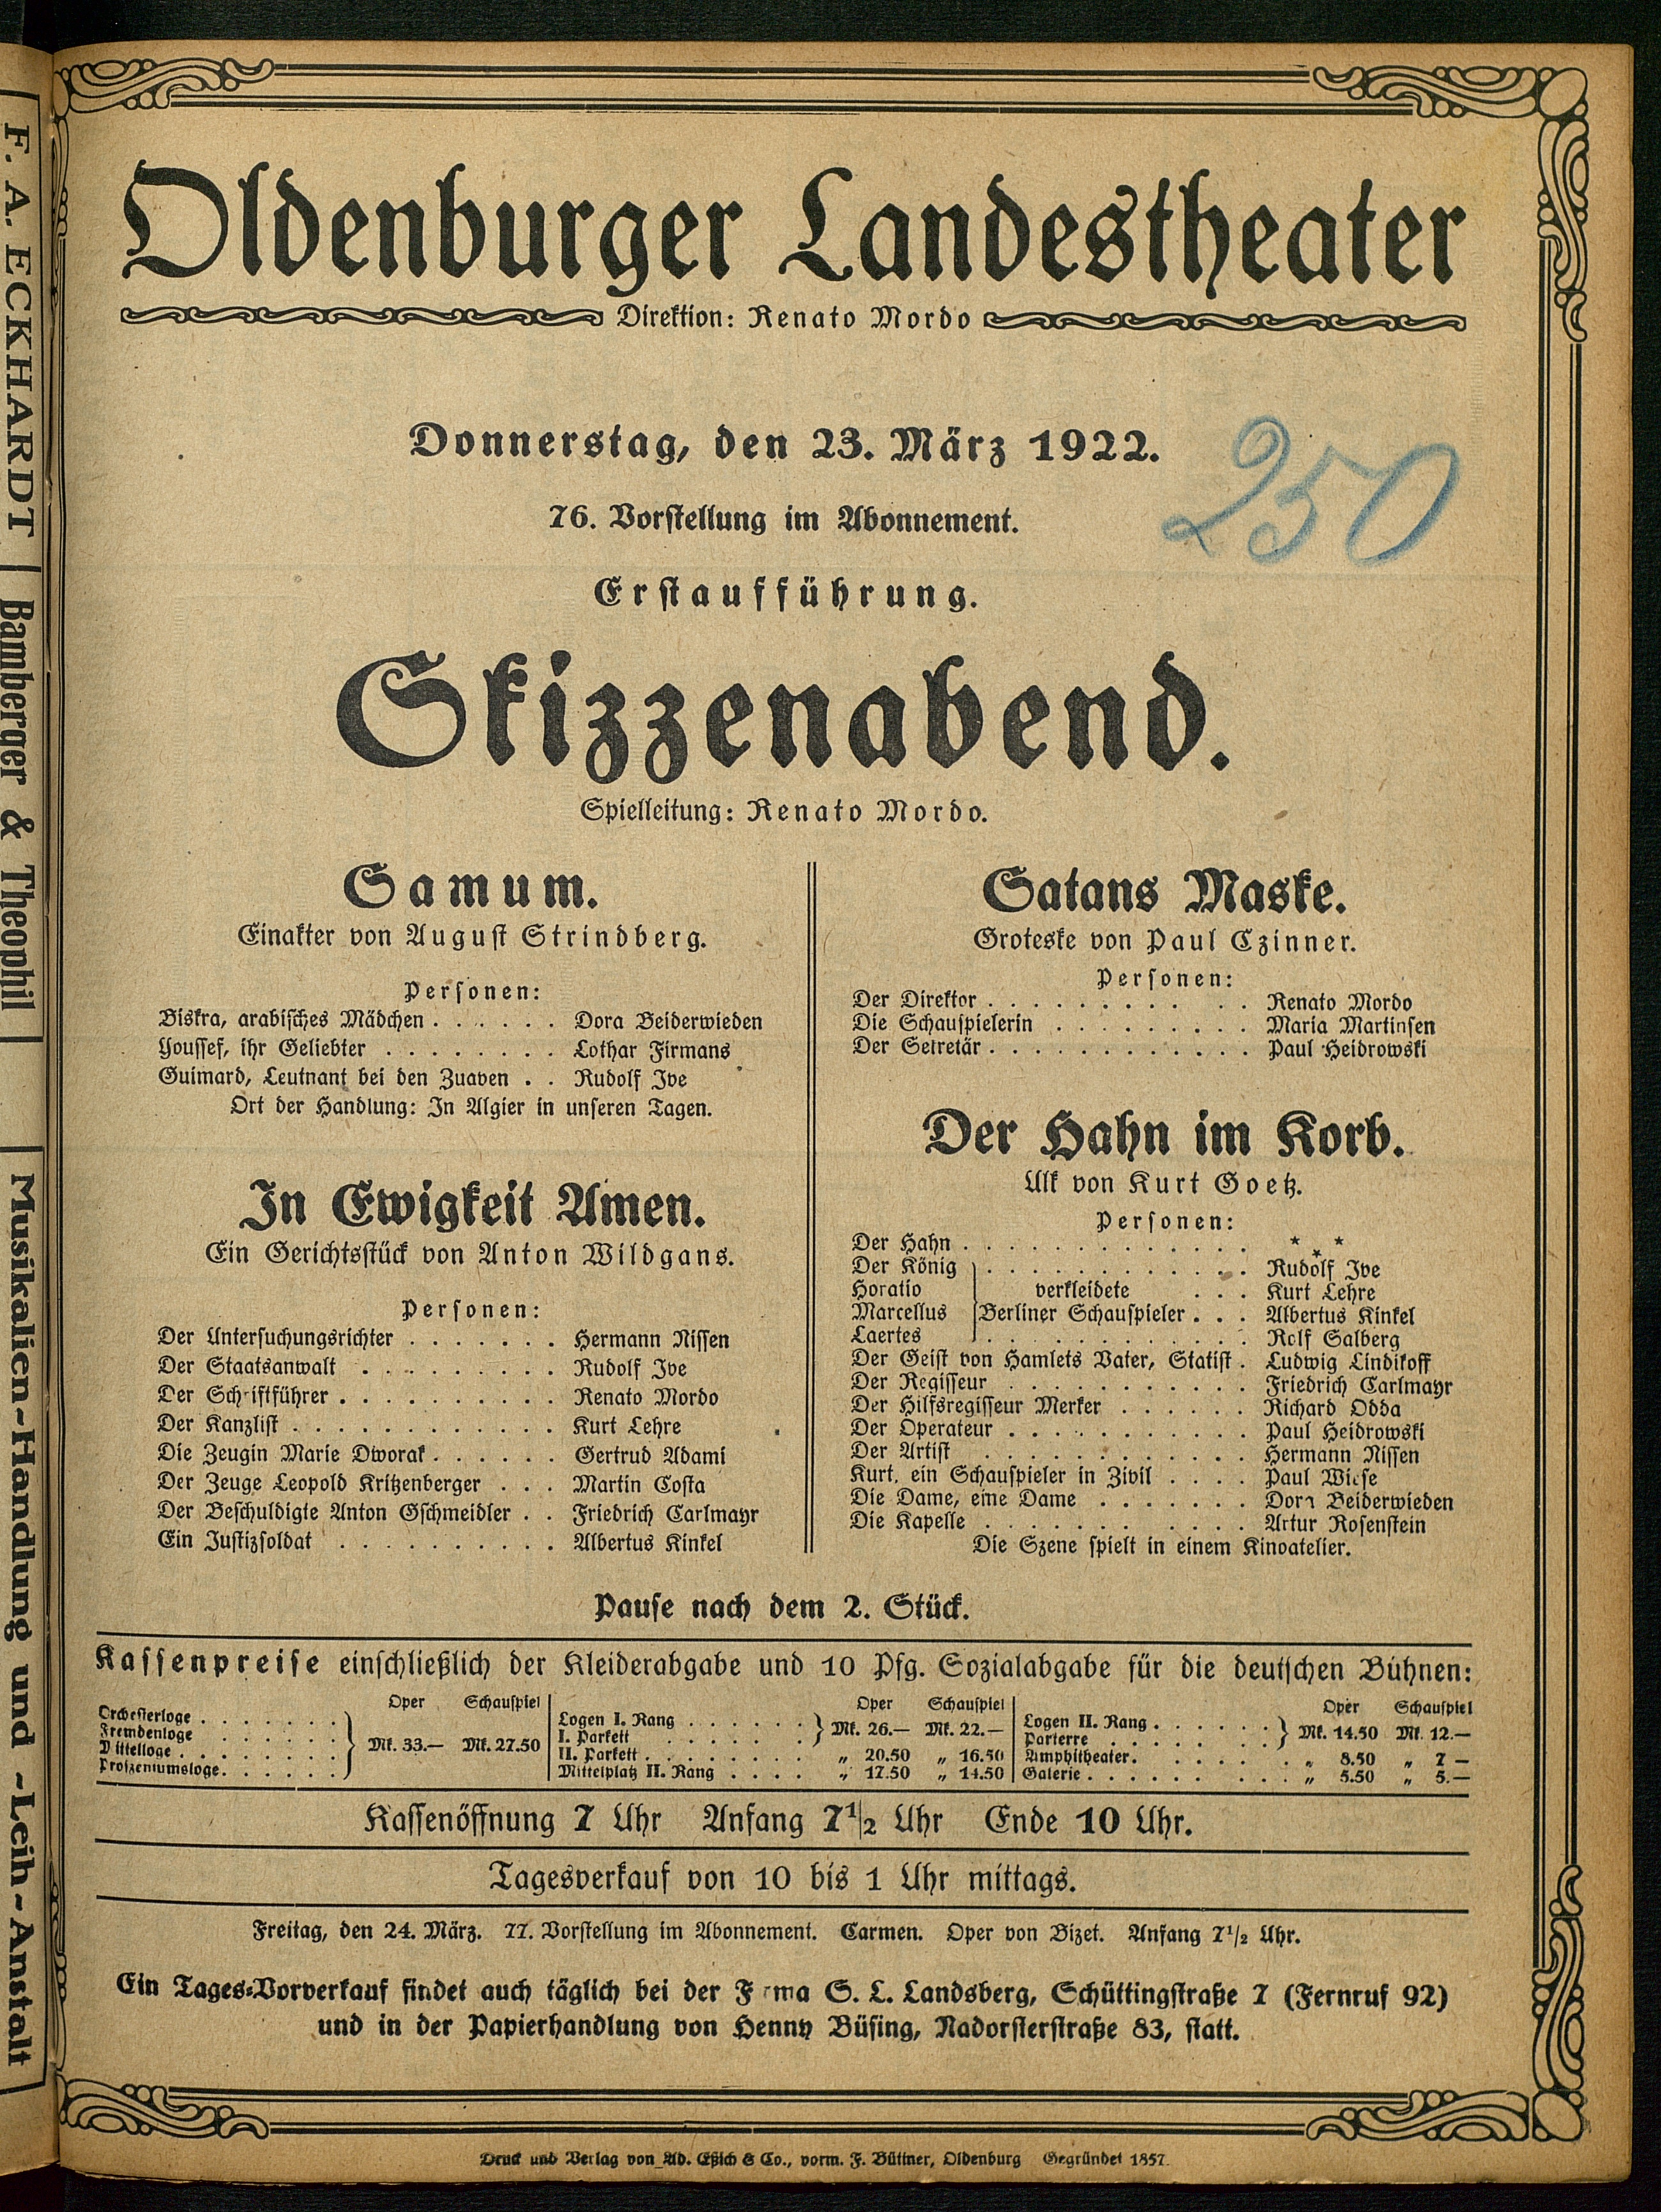 Oldenburger Landestheater
Direktion: Renato Mordo
Donnerstag, den 23. März 1922.
250
76. Vorstellung im Abonnement.
Erstaufführung.
Skizzenabend.
Spielleitung: Renato Mordo.
Samum.
Einakter von August Strindberg.
Personen:
Biskra, arabisches Mädchen . . . . . . Dora Beiderwieden
Youssef, ihr Geliebter . . . . . . . . Lothar Firmans
Guimard, Leutnant bei den Zuaven . . Rudolf Ive
Ort der Handlung: In Algier in unseren Tagen.
In Ewigkeit Amen.
Ein Gerichtsstück von Anton Wildgans.
Personen:
Der Untersuchungsrichter . . . . . . . Hermann Nissen
Der Staatsanwalt . . . . . . . . . Rudolf Ive
Der Schriftführer . . . . . . . . . . Renato Mordo
Der Kanzlist . . . . . . . . . . . . Kurt Lehre
Die Zeugin Marie Dworak . . . . . . Gertrud Adami
Der Zeuge Leopold Kritzenberger . . . Martin Costa
Der Beschuldigte Anton Gschmeidler . . Friedrich Carlmayr
Ein Justizsoldat . . . . . . . . . . Albertus Kinkel
Satans Maske.
Groteske von Paul Czinner.
Personen:
Der Direktor . . . . . . . . . . . Renato Mordo
Die Schauspielerin . . . . . . . . . Maria Martinsen
Der Sekretär . . . . . . . . . . . . Paul Heidrowski
Der Hahn im Korb.
Ulk von Kurt Goetz.
Personen:
Der Hahn . . . . . . . . . . . . . * * *
Der König . . . . . . . . . . . . Rudolf Ive
Horatio verkleidete . . . Kurt Lehre
Marcellus Berliner Schauspieler . . . Albertus Kinkel
Laertes . . . . . . . . . . . . Rolf Salberg
Der Geist von Hamlets Vater, Statist . Ludwig Lindikoff
Der Regisseur . . . . . . . . . . . Friedrich Carlmayr
Der Hilfsregisseur Merker . . . . . . Richard Odda
Der Operateur . . . . . . . . . . . Paul Heidrowski
Der Artist . . . . . . . . . . . . Hermann Nissen
Kurt, ein Schauspieler in Zivil . . . . Paul Wiese
Die Dame, eine Dame . . . . . . . Dora Beiderwieden
Die Kapelle . . . . . . . . . . . . Artur Rosenstein
Die Szene spielt in einem Kinoatelier.
Pause nach dem 2. Stück.
Kassenpreise einschließlich der Kleiderabgabe und 10 Pfg. Sozialabgabe für die deutschen Bühnen:
Oper Schauspiel
Orchesterloge . . . . . . .
Fremdenloge . . . . . .
Mittelloge . . . . . . . .
Proszeniumsloge . . . . . .
Mk. 33.— Mk. 27.50
Oper Schauspiel
Logen I. Rang . . . . . .
I. Parkett . . . . . . .
Mk. 26.— Mk. 22.—
II. Parkett . . . . . . . . „ 20.50 „ 16.50
Mittelplatz II. Rang . . . . „ 17.50 „ 14.50
Oper Schauspiel
Logen II. Rang . . . . . .
Parterre . . . . . . . .
Mk. 14.50 Mk. 12.—
Amphitheater . . . . . . . „ 8.50 „ 7 —
Galerie . . . . . . . . . . „ 5.50 „ 5.—
Kassenöffnung 7 Uhr Anfang 7 1/2 Uhr Ende 10 Uhr.
Tagesverkauf von 10 bis 1 Uhr mittags.
Freitag, den 24. März. 77. Vorstellung im Abonnement. Carmen. Oper von Bizet. Anfang 7 1/2 Uhr.
Ein Tages-Vorverkauf findet auch täglich bei der F ma S. L. Landsberg, Schüttingstraße 7 (Fernruf 92)
und in der Papierhandlung von Henny Büsing, Nadorsterstraße 83, statt.
Druck und Verlag von Ad. Eßich & Co., vorm. F. Büttner, Oldenburg Gegründet 1857.
F. A. ECKHARDT
Bamberger & Theophil
Musikalien-Handlung und -Leih-Anstalt